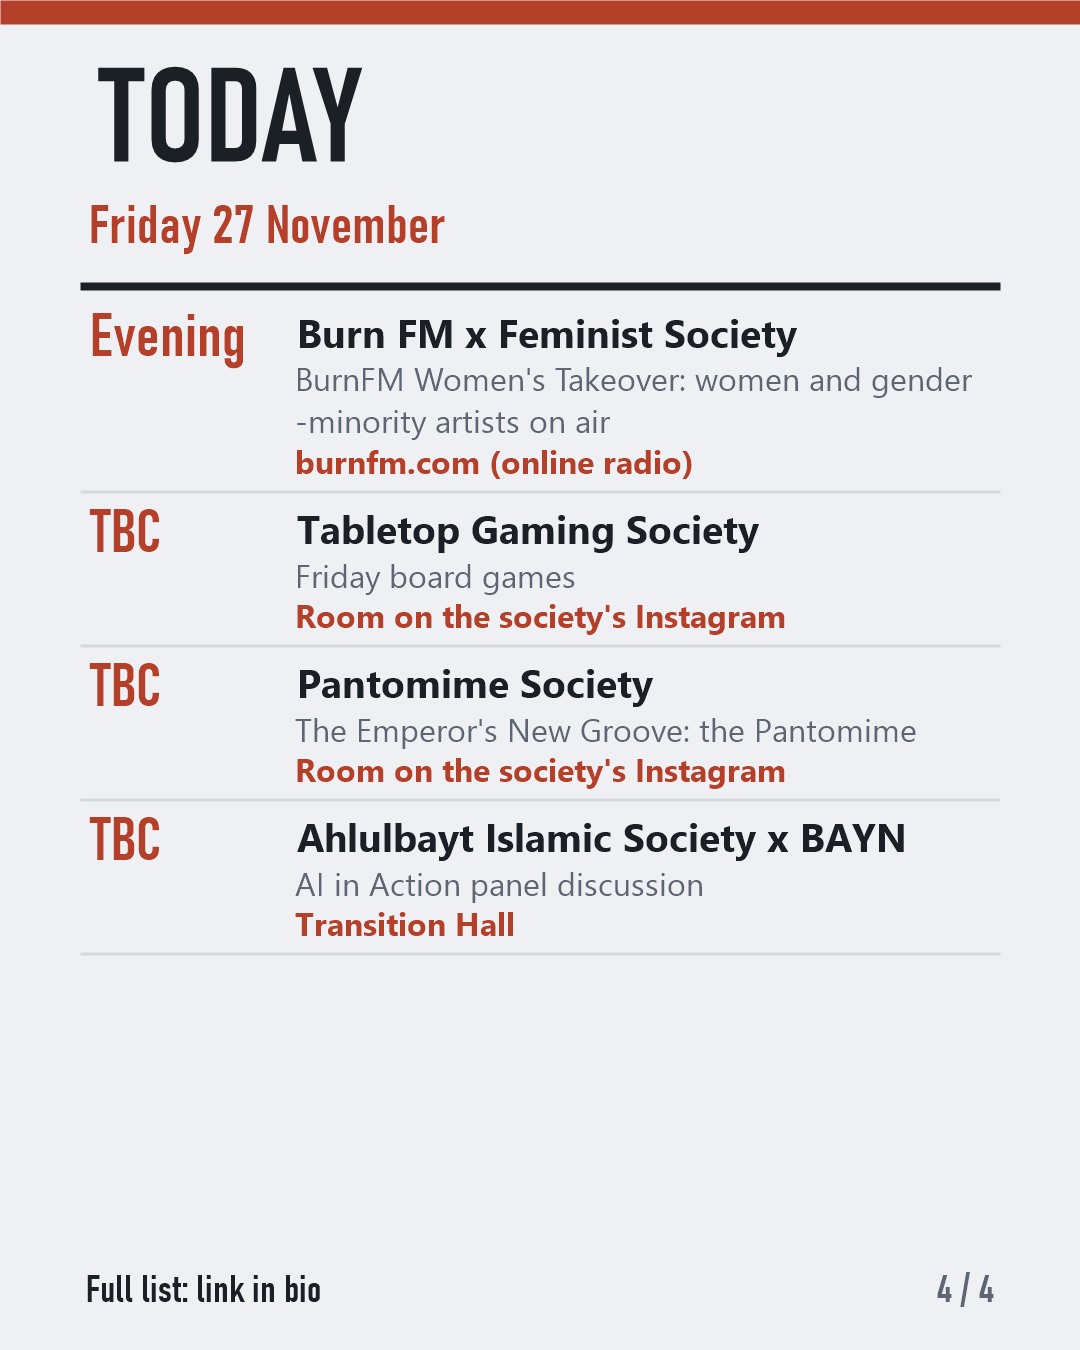 TODAY
Friday 27 November
Evening
Burn FM x Feminist Society
BurnFM Women's Takeover: women and gender
-minority artists on air
burnfm.com (online radio)
TBC
Tabletop Gaming Society
Friday board games
Room on the society's Instagram
TBC
Pantomime Society
The Emperor's New Groove: the Pantomime
Room on the society's Instagram
TBC
Ahlulbayt Islamic Society x BAYN
AI in Action panel discussion
Transition Hall
Full list: link in bio
4 / 4